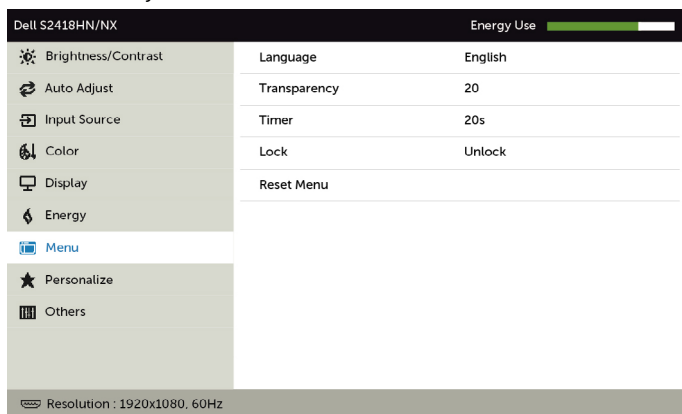 Dell S2418HN/NX Energy Use
Brightness/Contrast
Auto Adjust
Input Source
Color
Display
Energy
Menu
Personalize
Others
Language English
Transparency 20
Timer 20s
Lock Unlock
Reset Menu
Resolution : 1920x1080, 60Hz